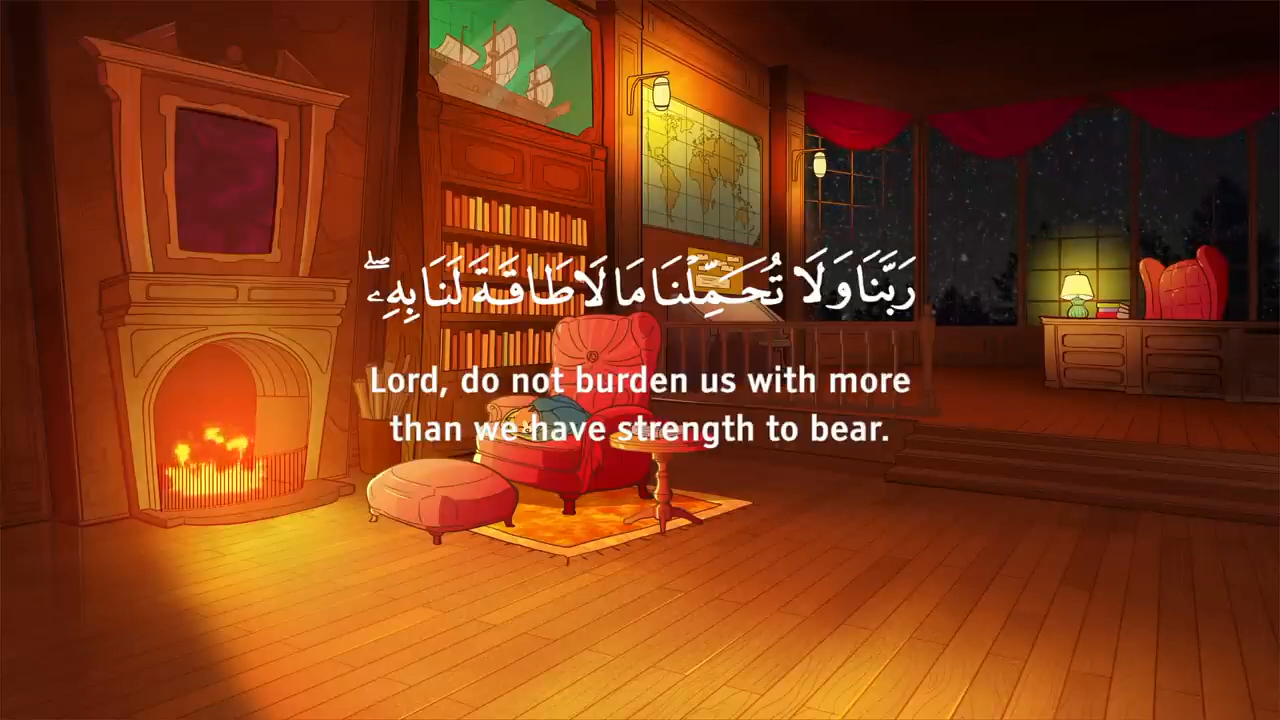 رَبَّنَا وَلَا تُحَمِّلْنَا مَا لَا طَاقَةَ لَنَا بِهِۦ ۖ
Lord, do not burden us with more
than we have strength to bear.